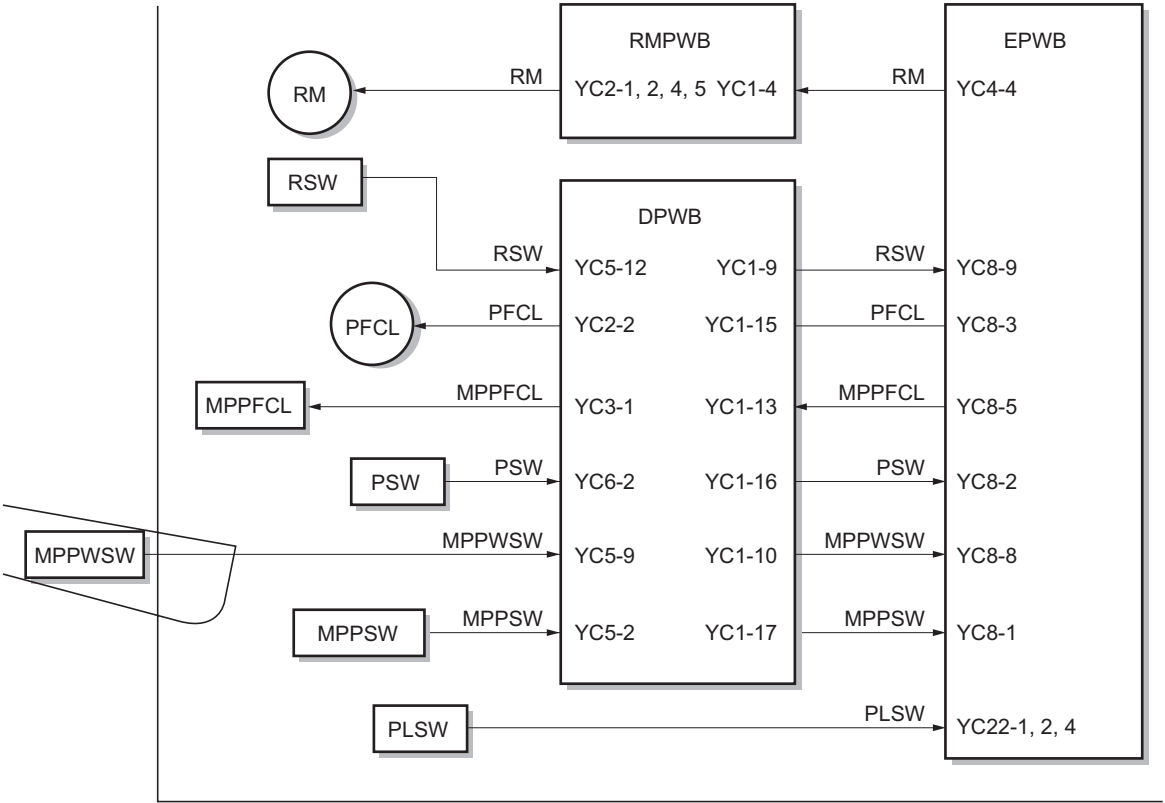 RMPWB
EPWB
RM
RM
YC2-1, 2, 4, 5 YC1-4
RM
YC4-4
RSW
DPWB
RSW
YC5-12
YC1-9
RSW
YC8-9
PFCL
PFCL
YC2-2
YC1-15
PFCL
YC8-3
MPPFCL
MPPFCL
YC3-1
YC1-13
MPPFCL
YC8-5
PSW
PSW
YC6-2
YC1-16
PSW
YC8-2
MPPWSW
MPPWSW
YC5-9
YC1-10
MPPWSW
YC8-8
MPPSW
MPPSW
YC5-2
YC1-17
MPPSW
YC8-1
PLSW
PLSW
YC22-1, 2, 4